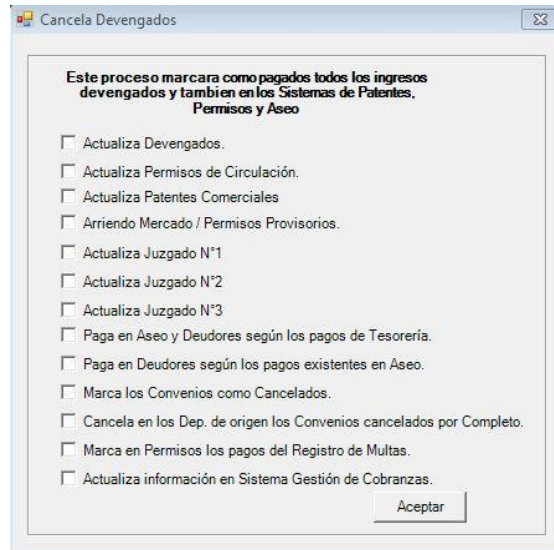 Cancela Devengados
Este proceso marcara como pagados todos los ingresos
devengados y tambien en los Sistemas de Patentes,
Permisos y Aseo
Actualiza Devengados.
Actualiza Permisos de Circulación.
Actualiza Patentes Comerciales
Arriendo Mercado / Permisos Provisorios.
Actualiza Juzgado N°1
Actualiza Juzgado N°2
Actualiza Juzgado N°3
Paga en Aseo y Deudores según los pagos de Tesorería.
Paga en Deudores según los pagos existentes en Aseo.
Marca los Convenios como Cancelados.
Cancela en los Dep. de origen los Convenios cancelados por Completo.
Marca en Permisos los pagos del Registro de Multas.
Actualiza información en Sistema Gestión de Cobranzas.
Aceptar